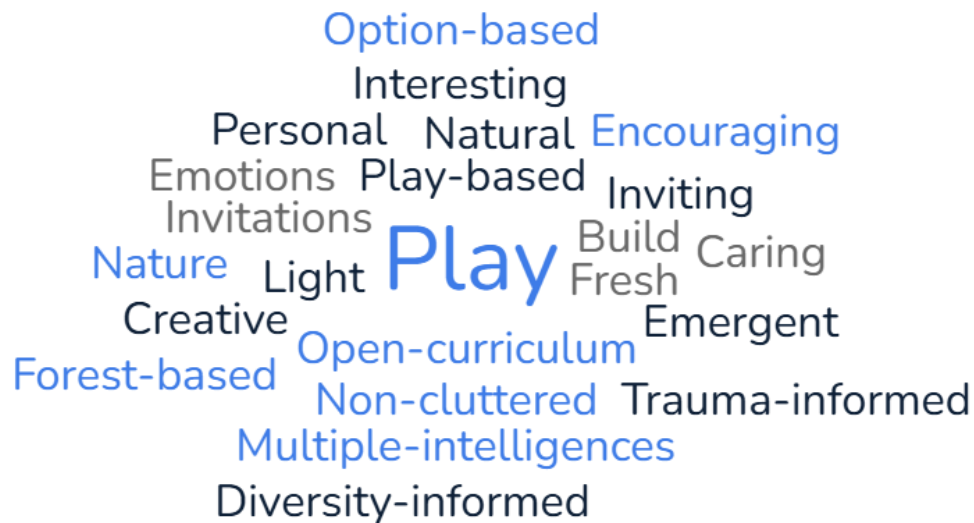 Option-based
Interesting
Personal Natural Encouraging
Emotions Play-based Inviting
Invitations Play Build Caring
Nature Light Fresh
Creative Emergent
Open-curriculum
Forest-based
Non-cluttered Trauma-informed
Multiple-intelligences
Diversity-informed